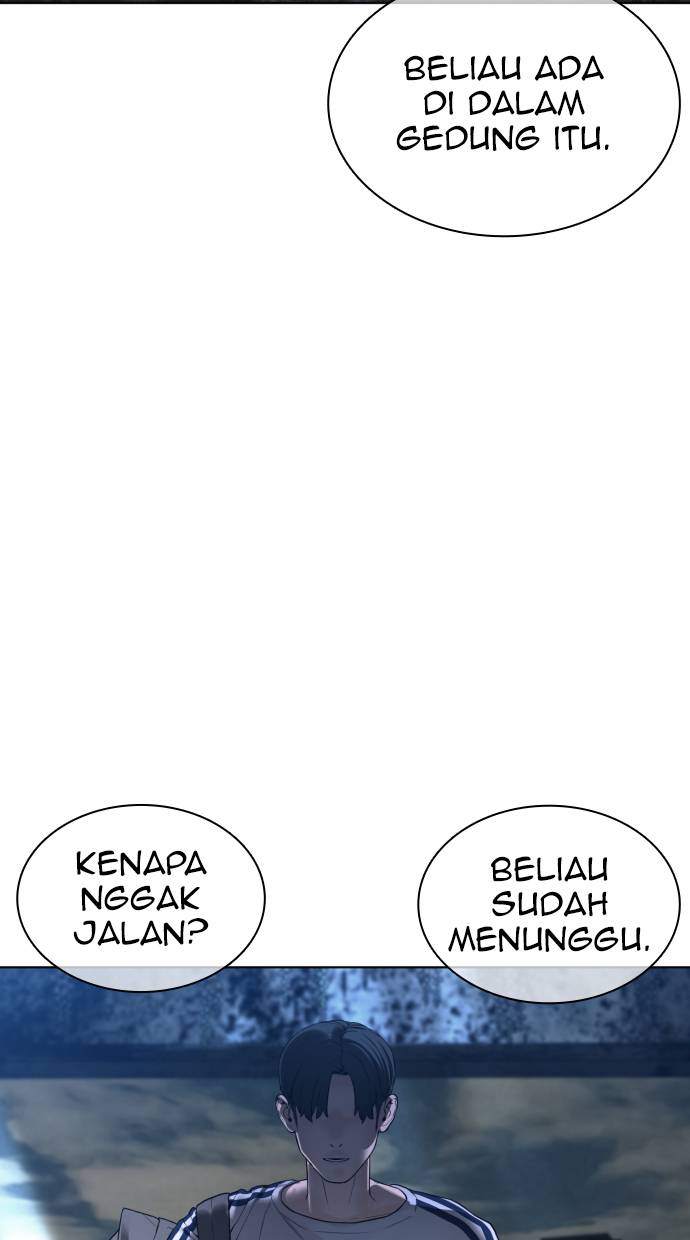 BELIAU ADA
DI DALAM
GEDUNG ITU.
KENAPA
NGGAK
JALAN?
BELIAU
SUDAH
MENUNGGU.